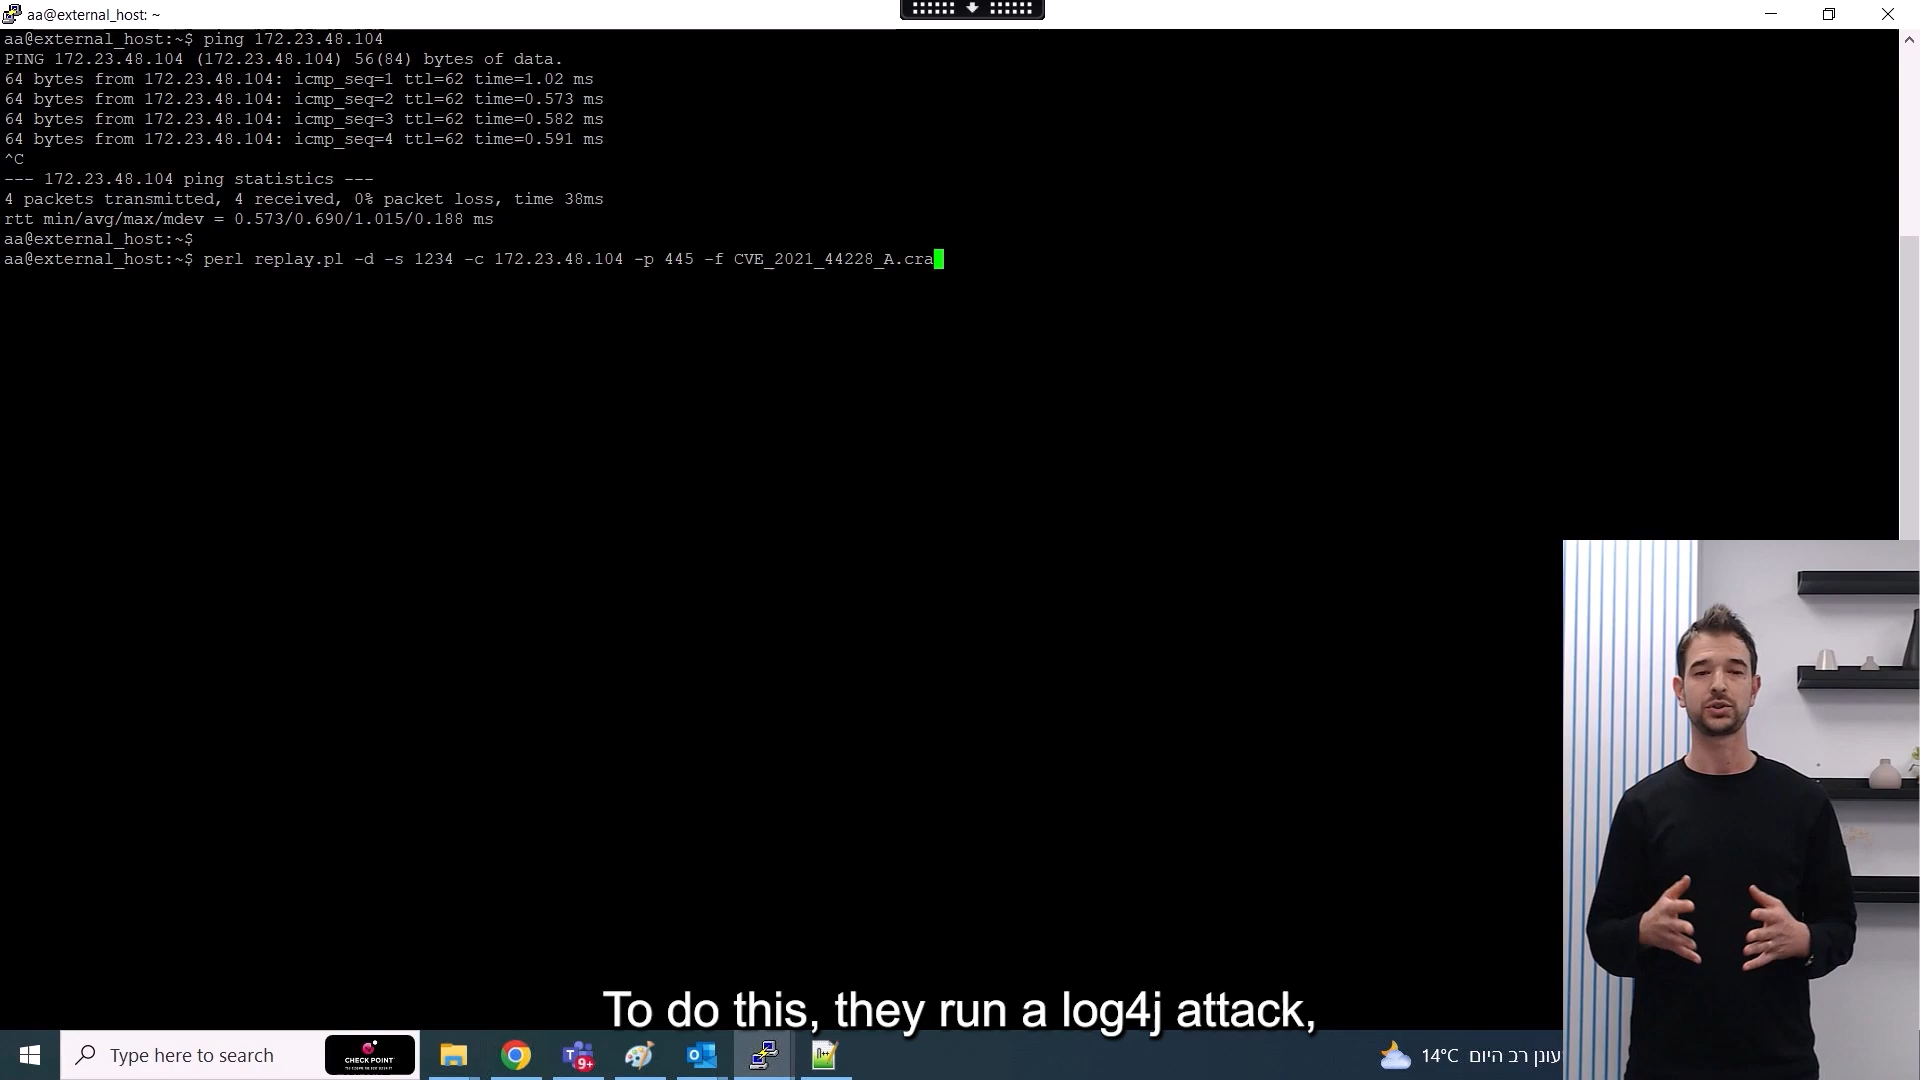 aa@external_host: ~
aa@external_host:~$ ping 172.23.48.104
PING 172.23.48.104 (172.23.48.104) 56(84) bytes of data.
64 bytes from 172.23.48.104: icmp_seq=1 ttl=62 time=1.02 ms
64 bytes from 172.23.48.104: icmp_seq=2 ttl=62 time=0.573 ms
64 bytes from 172.23.48.104: icmp_seq=3 ttl=62 time=0.582 ms
64 bytes from 172.23.48.104: icmp_seq=4 ttl=62 time=0.591 ms
^C
--- 172.23.48.104 ping statistics ---
4 packets transmitted, 4 received, 0% packet loss, time 38ms
rtt min/avg/max/mdev = 0.573/0.690/1.015/0.188 ms
aa@external_host:~$
aa@external_host:~$ perl replay.pl -d -s 1234 -c 172.23.48.104 -p 445 -f CVE_2021_44228_A.cra
To do this, they run a log4j attack,
Type here to search
CHECK POINT
9+
14°C עונן רב היום